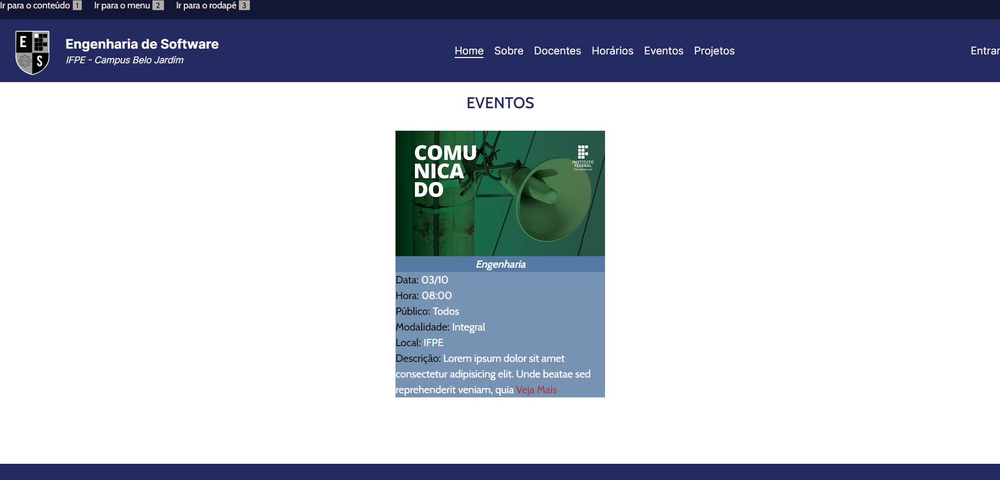 Ir para o conteúdo 1 Ir para o menu 2 Ir para o rodapé 3
E
S
Engenharia de Software
IFPE - Campus Belo Jardim
Home Sobre Docentes Horários Eventos Projetos Entrar
EVENTOS
COMU
NICA
DO
INSTITUTO
FEDERAL
Pernambuco
Engenharia
Data: 03/10
Hora: 08:00
Público: Todos
Modalidade: Integral
Local: IFPE
Descrição: Lorem ipsum dolor sit amet
consectetur adipisicing elit. Unde beatae sed
reprehenderit veniam, quia Veja Mais